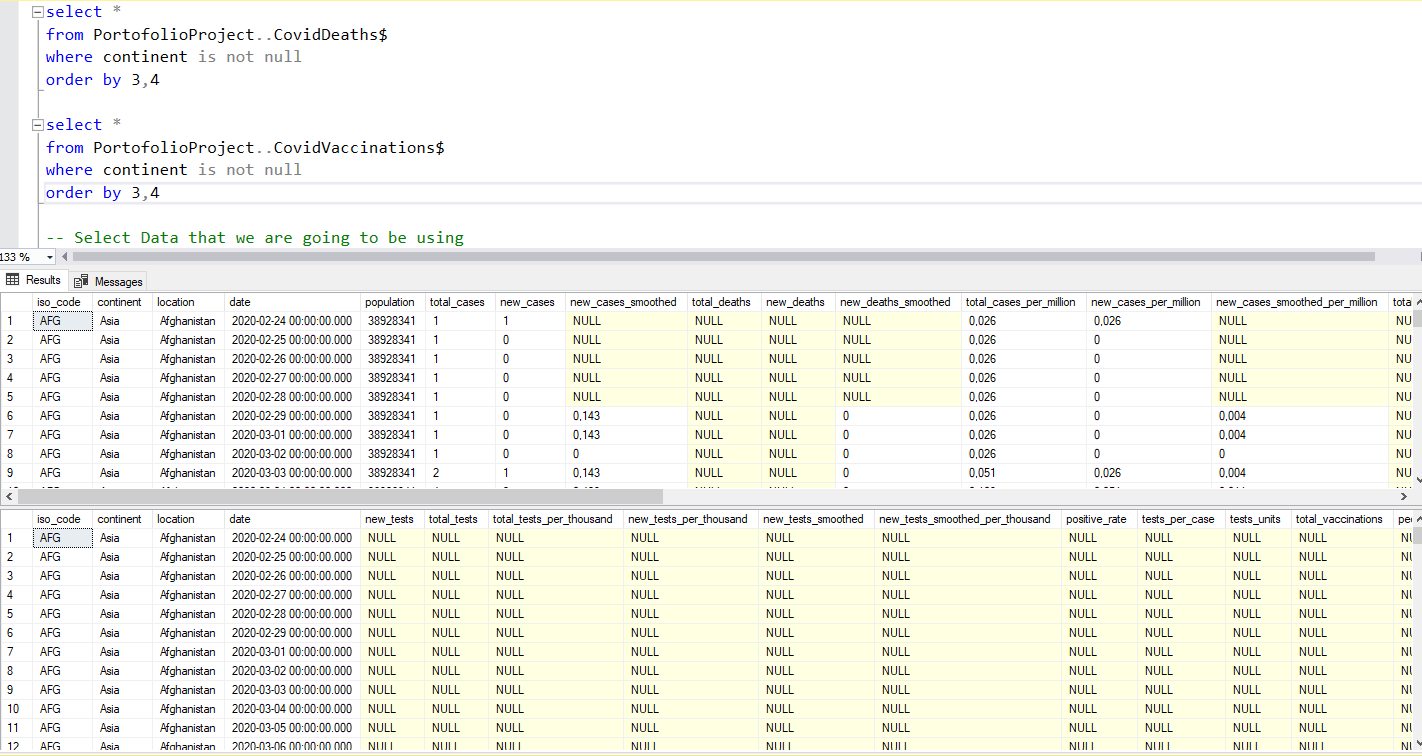 select *
from PortofolioProject..CovidDeaths$
where continent is not null
order by 3,4
select *
from PortofolioProject..CovidVaccinations$
where continent is not null
order by 3,4
-- Select Data that we are going to be using
133 %
Results Messages
iso_code continent location date population total_cases new_cases new_cases_smoothed total_deaths new_deaths new_deaths_smoothed total_cases_per_million new_cases_per_million new_cases_smoothed_per_million tota
1 AFG Asia Afghanistan 2020-02-24 00:00:00.000 38928341 1 1 NULL NULL NULL NULL 0,026 0,026 NULL NU
2 AFG Asia Afghanistan 2020-02-25 00:00:00.000 38928341 1 0 NULL NULL NULL NULL 0,026 0 NULL NU
3 AFG Asia Afghanistan 2020-02-26 00:00:00.000 38928341 1 0 NULL NULL NULL NULL 0,026 0 NULL NU
4 AFG Asia Afghanistan 2020-02-27 00:00:00.000 38928341 1 0 NULL NULL NULL NULL 0,026 0 NULL NU
5 AFG Asia Afghanistan 2020-02-28 00:00:00.000 38928341 1 0 NULL NULL NULL NULL 0,026 0 NULL NU
6 AFG Asia Afghanistan 2020-02-29 00:00:00.000 38928341 1 0 0,143 NULL NULL 0 0,026 0 0,004 NU
7 AFG Asia Afghanistan 2020-03-01 00:00:00.000 38928341 1 0 0,143 NULL NULL 0 0,026 0 0,004 NU
8 AFG Asia Afghanistan 2020-03-02 00:00:00.000 38928341 1 0 0 NULL NULL 0 0,026 0 0 NU
9 AFG Asia Afghanistan 2020-03-03 00:00:00.000 38928341 2 1 0,143 NULL NULL 0 0,051 0,026 0,004 NU
iso_code continent location date new_tests total_tests total_tests_per_thousand new_tests_per_thousand new_tests_smoothed new_tests_smoothed_per_thousand positive_rate tests_per_case tests_units total_vaccinations pe
1 AFG Asia Afghanistan 2020-02-24 00:00:00.000 NULL NULL NULL NULL NULL NULL NULL NULL NULL NULL NU
2 AFG Asia Afghanistan 2020-02-25 00:00:00.000 NULL NULL NULL NULL NULL NULL NULL NULL NULL NULL NU
3 AFG Asia Afghanistan 2020-02-26 00:00:00.000 NULL NULL NULL NULL NULL NULL NULL NULL NULL NULL NU
4 AFG Asia Afghanistan 2020-02-27 00:00:00.000 NULL NULL NULL NULL NULL NULL NULL NULL NULL NULL NU
5 AFG Asia Afghanistan 2020-02-28 00:00:00.000 NULL NULL NULL NULL NULL NULL NULL NULL NULL NULL NU
6 AFG Asia Afghanistan 2020-02-29 00:00:00.000 NULL NULL NULL NULL NULL NULL NULL NULL NULL NULL NU
7 AFG Asia Afghanistan 2020-03-01 00:00:00.000 NULL NULL NULL NULL NULL NULL NULL NULL NULL NULL NU
8 AFG Asia Afghanistan 2020-03-02 00:00:00.000 NULL NULL NULL NULL NULL NULL NULL NULL NULL NULL NU
9 AFG Asia Afghanistan 2020-03-03 00:00:00.000 NULL NULL NULL NULL NULL NULL NULL NULL NULL NULL NU
10 AFG Asia Afghanistan 2020-03-04 00:00:00.000 NULL NULL NULL NULL NULL NULL NULL NULL NULL NULL NU
11 AFG Asia Afghanistan 2020-03-05 00:00:00.000 NULL NULL NULL NULL NULL NULL NULL NULL NULL NULL NU
12 AFG Asia Afghanistan 2020-03-06 00:00:00.000 NULL NULL NULL NULL NULL NULL NULL NULL NULL NULL NU